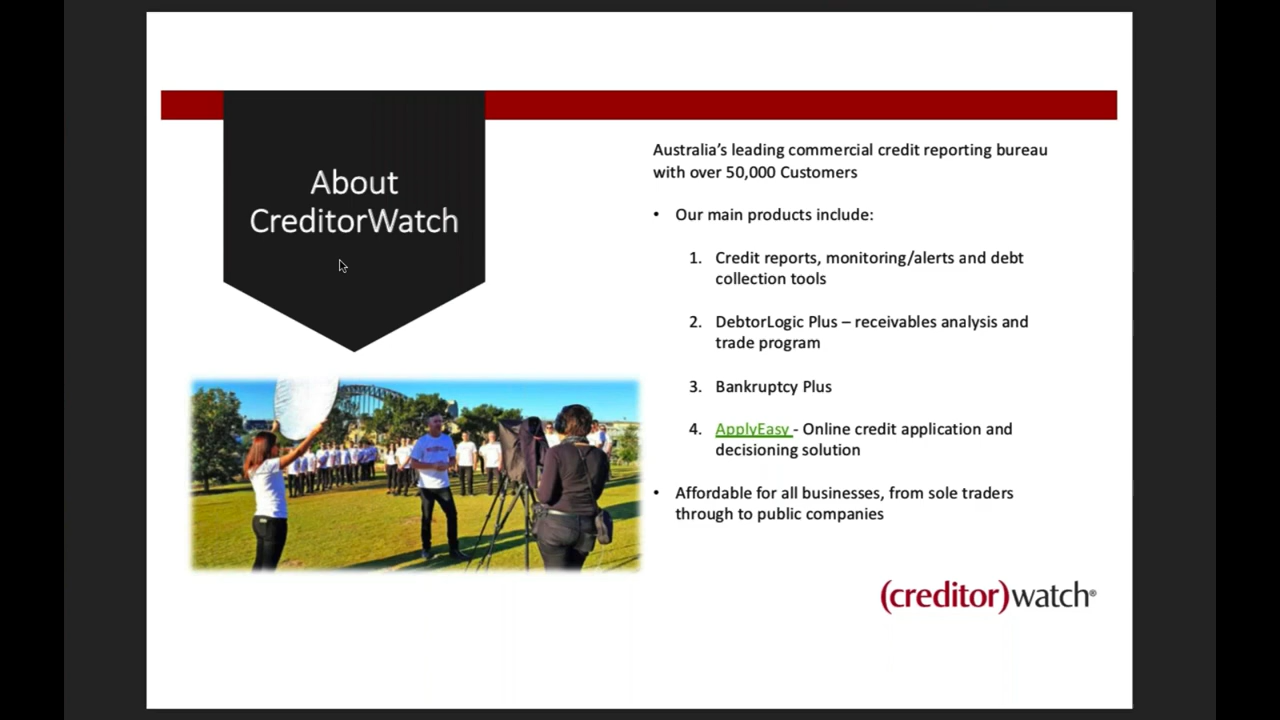 About
CreditorWatch
Australia’s leading commercial credit reporting bureau
with over 50,000 Customers
• Our main products include:
1. Credit reports, monitoring/alerts and debt
collection tools
2. DebtorLogic Plus – receivables analysis and
trade program
3. Bankruptcy Plus
4. ApplyEasy - Online credit application and
decisioning solution
• Affordable for all businesses, from sole traders
through to public companies
(creditor)watch®